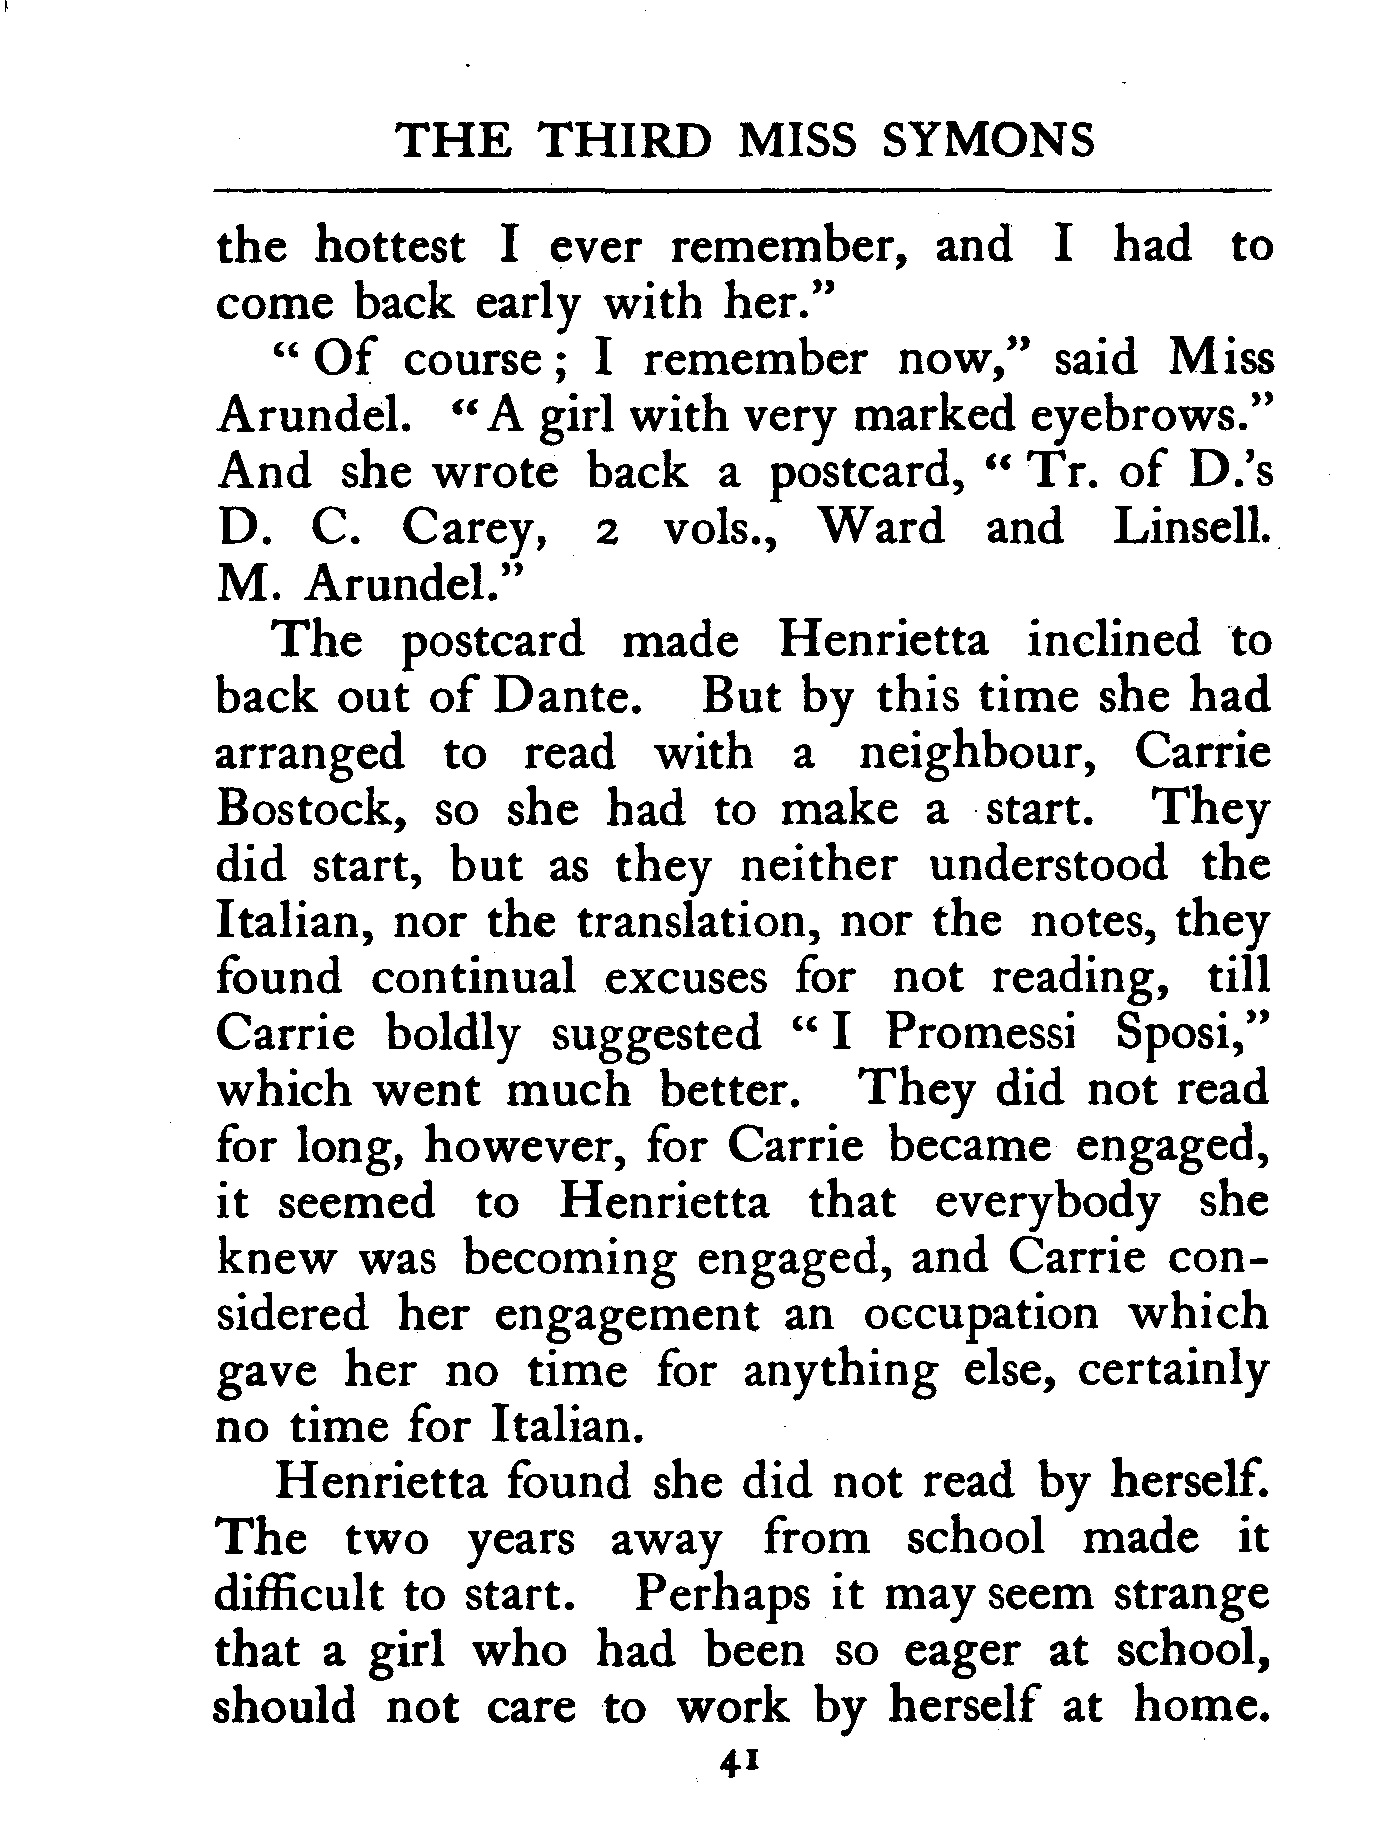 THE THIRD MISS SYMONS
the hottest I ever remember, and I had to
come back early with her."
" Of course ; I remember now," said Miss
Arundel. " A girl with very marked eyebrows."
And she wrote back a postcard, " Tr. of D.'s
D. C. Carey, 2 vols., Ward and Linsell.
M. Arundel."
The postcard made Henrietta inclined to
back out of Dante. But by this time she had
arranged to read with a neighbour, Carrie
Bostock, so she had to make a start. They
did start, but as they neither understood the
Italian, nor the translation, nor the notes, they
found continual excuses for not reading, till
Carrie boldly suggested " I Promessi Sposi,"
which went much better. They did not read
for long, however, for Carrie became engaged,
it seemed to Henrietta that everybody she
knew was becoming engaged, and Carrie con-
sidered her engagement an occupation which
gave her no time for anything else, certainly
no time for Italian.
Henrietta found she did not read by herself.
The two years away from school made it
difficult to start. Perhaps it may seem strange
that a girl who had been so eager at school,
should not care to work by herself at home.
41